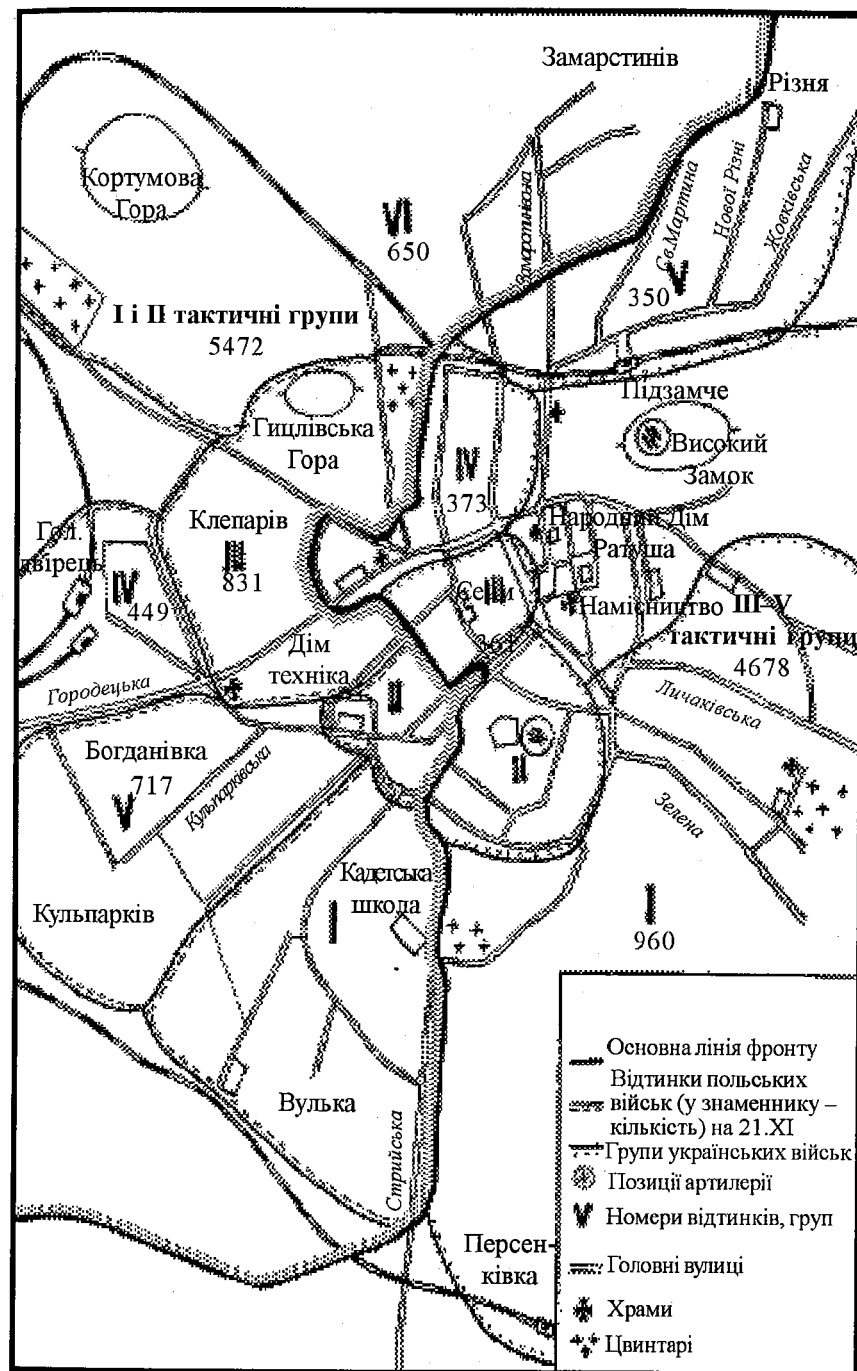 Замарстинів
Різня
Кортумова
Гора
Замарстинівська
Св.Мартина
Нової Різні
Жовківська
VI
650
V
350
I і II тактичні групи
5472
Підзамче
Гицлівська
Гора
Високий
Замок
IV
373
Клепарів
III
831
Народний Дім
Ратуша
Гол.
двірець
IV
449
Сейм
III
361
Намісництво
III-V
тактичні групи
4678
Дім
техніка
II
Городецька
Личаківська
Богданівка
717
V
Кульпарківська
II
Зелена
Кадетська
школа
I
Кульпарків
I
960
Вулька
Стрийська
Персен-
ківка
Основна лінія фронту
Відтинки польських
військ (у знаменнику –
кількість) на 21.XI
Групи українських військ
Позиції артилерії
V Номери відтинків, груп
Головні вулиці
Храми
Цвинтарі